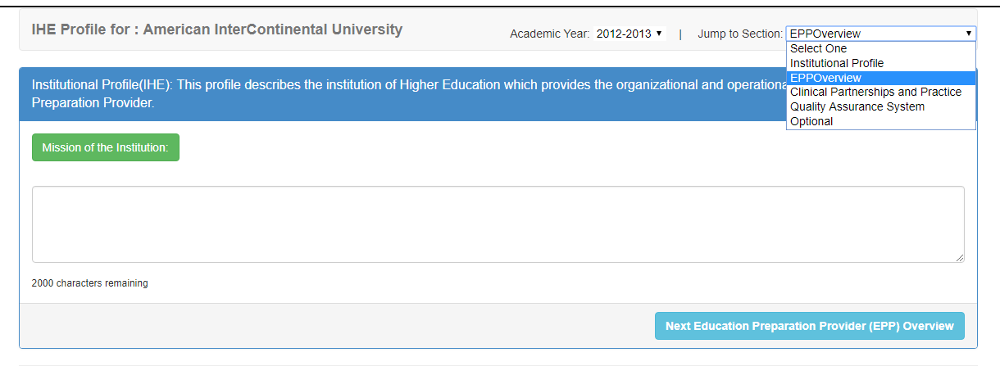 IHE Profile for : American InterContinental University
Academic Year: 2012-2013 | Jump to Section: EPPOverview
Select One
Institutional Profile
EPPOverview
Clinical Partnerships and Practice
Quality Assurance System
Optional
Institutional Profile(IHE): This profile describes the institution of Higher Education which provides the organizational and
Preparation Provider.
Mission of the Institution:
2000 characters remaining
Next Education Preparation Provider (EPP) Overview